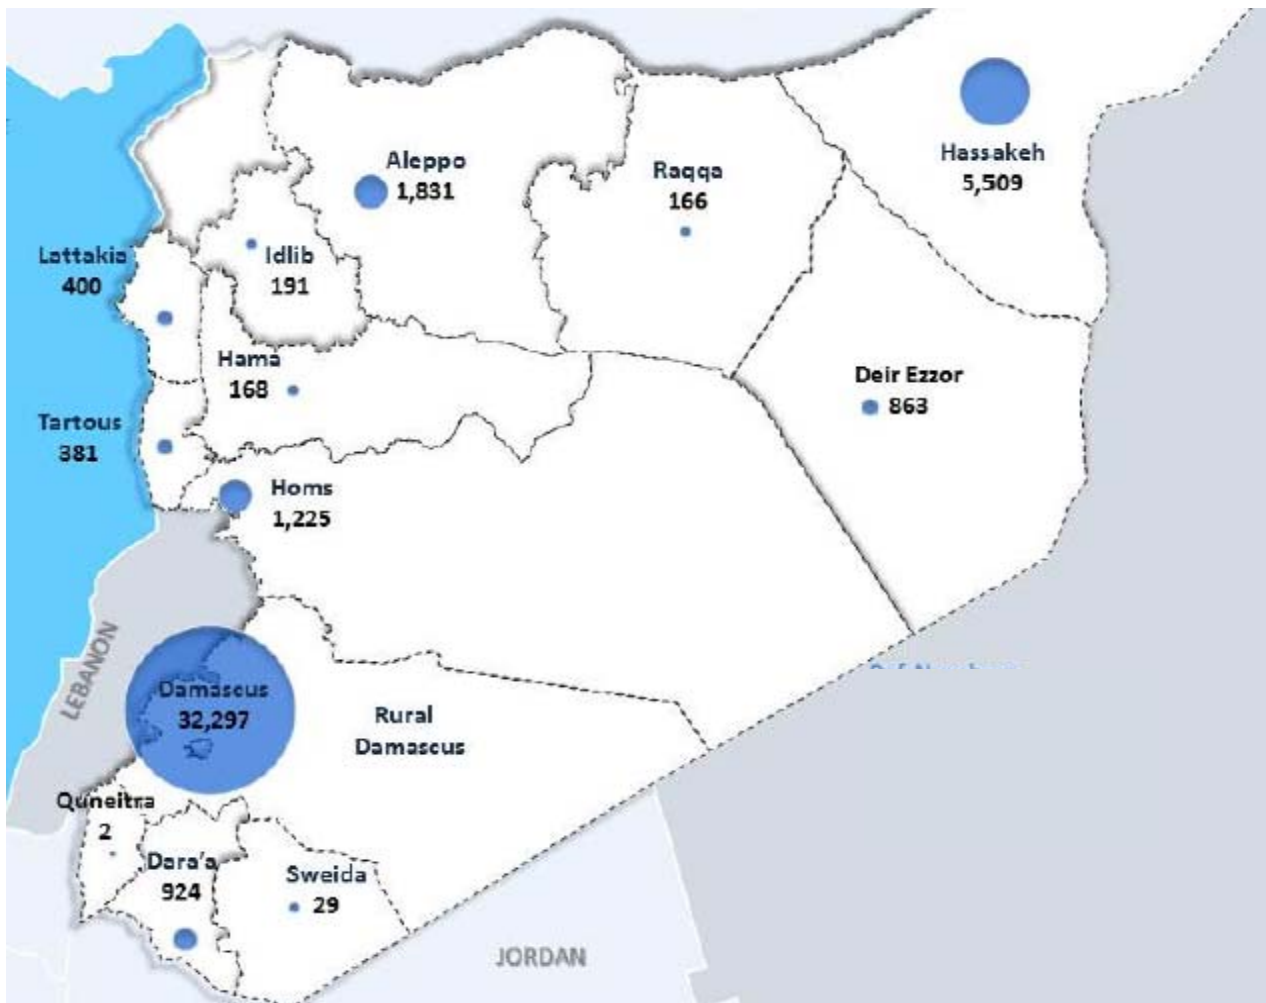 Aleppo
1,831
Raqqa
166
Hassakeh
5,509
Lattakia
400
Idlib
191
Hama
168
Deir Ezzor
863
Tartous
381
Homs
1,225
LEBANON
Damascus
32,297
Rural
Damascus
Quneitra
2
Dara'a
924
Sweida
29
JORDAN